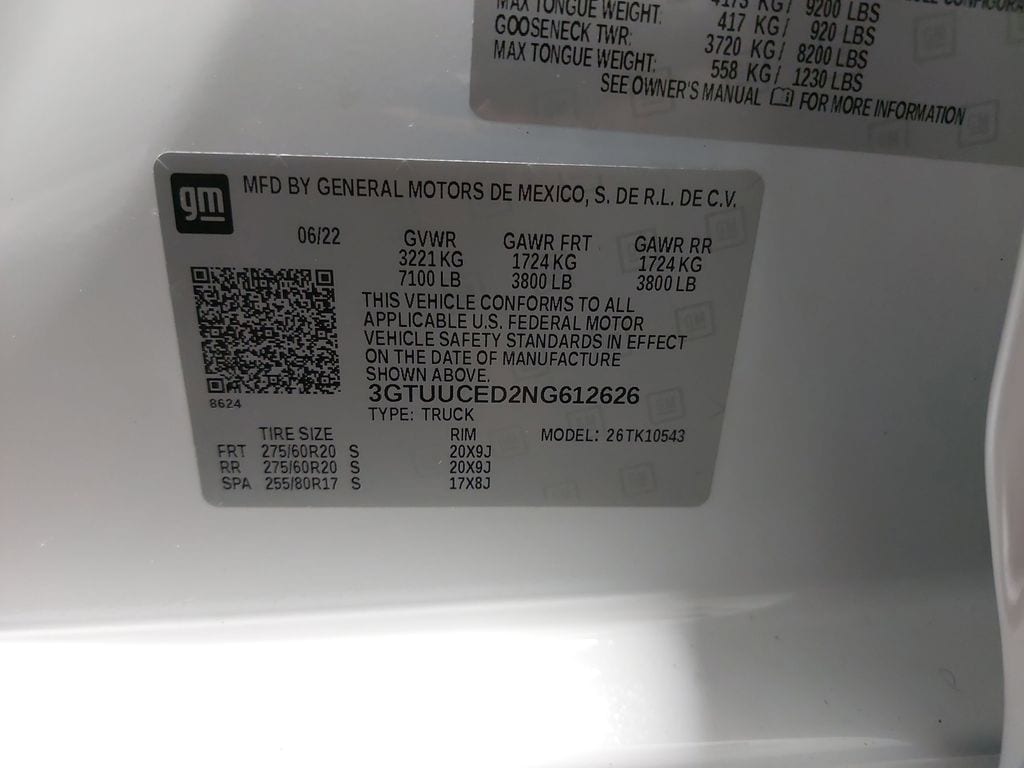 MAX TONGUE WEIGHT: 4173 KG/ 9200 LBS
GOOSENECK TWR: 417 KG/ 920 LBS
MAX TONGUE WEIGHT: 3720 KG/ 8200 LBS
558 KG/ 1230 LBS
SEE OWNER'S MANUAL FOR MORE INFORMATION
gm
MFD BY GENERAL MOTORS DE MEXICO, S. DE R.L. DE C.V.
06/22 GVWR GAWR FRT GAWR RR
3221 KG 1724 KG 1724 KG
7100 LB 3800 LB 3800 LB
THIS VEHICLE CONFORMS TO ALL
APPLICABLE U.S. FEDERAL MOTOR
VEHICLE SAFETY STANDARDS IN EFFECT
ON THE DATE OF MANUFACTURE
SHOWN ABOVE.
3GTUUCED2NG612626
8624
TYPE: TRUCK
TIRE SIZE RIM MODEL: 26TK10543
FRT 275/60R20 S 20X9J
RR 275/60R20 S 20X9J
SPA 255/80R17 S 17X8J